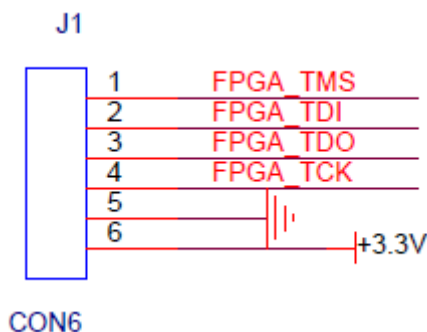 J1
1 FPGA_TMS
2 FPGA_TDI
3 FPGA_TDO
4 FPGA_TCK
5
6 +3.3V
CON6